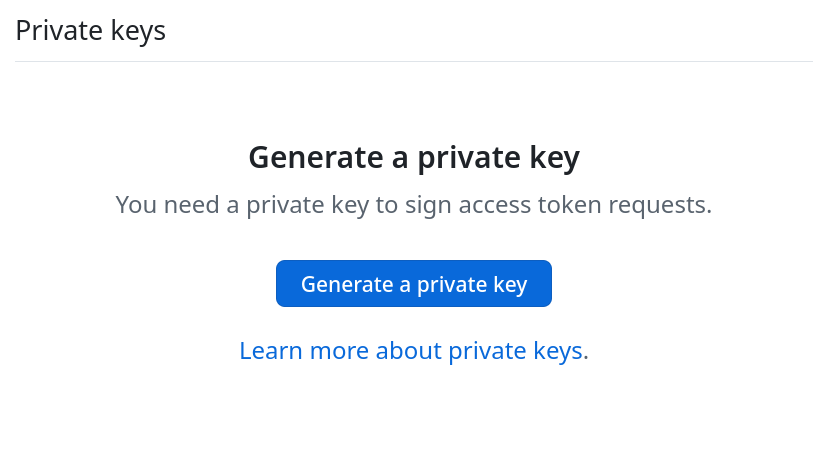 Private keys
Generate a private key
You need a private key to sign access token requests.
Generate a private key
Learn more about private keys.